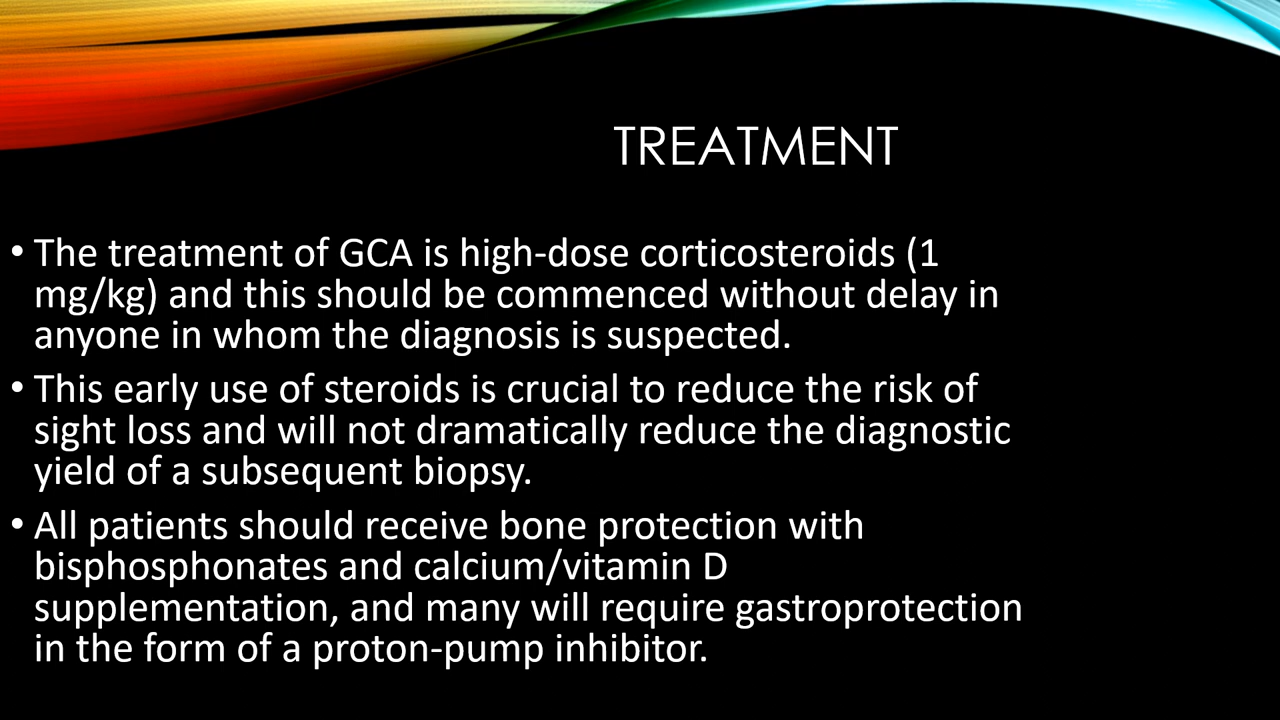 TREATMENT
• The treatment of GCA is high-dose corticosteroids (1
mg/kg) and this should be commenced without delay in
anyone in whom the diagnosis is suspected.
• This early use of steroids is crucial to reduce the risk of
sight loss and will not dramatically reduce the diagnostic
yield of a subsequent biopsy.
• All patients should receive bone protection with
bisphosphonates and calcium/vitamin D
supplementation, and many will require gastroprotection
in the form of a proton-pump inhibitor.